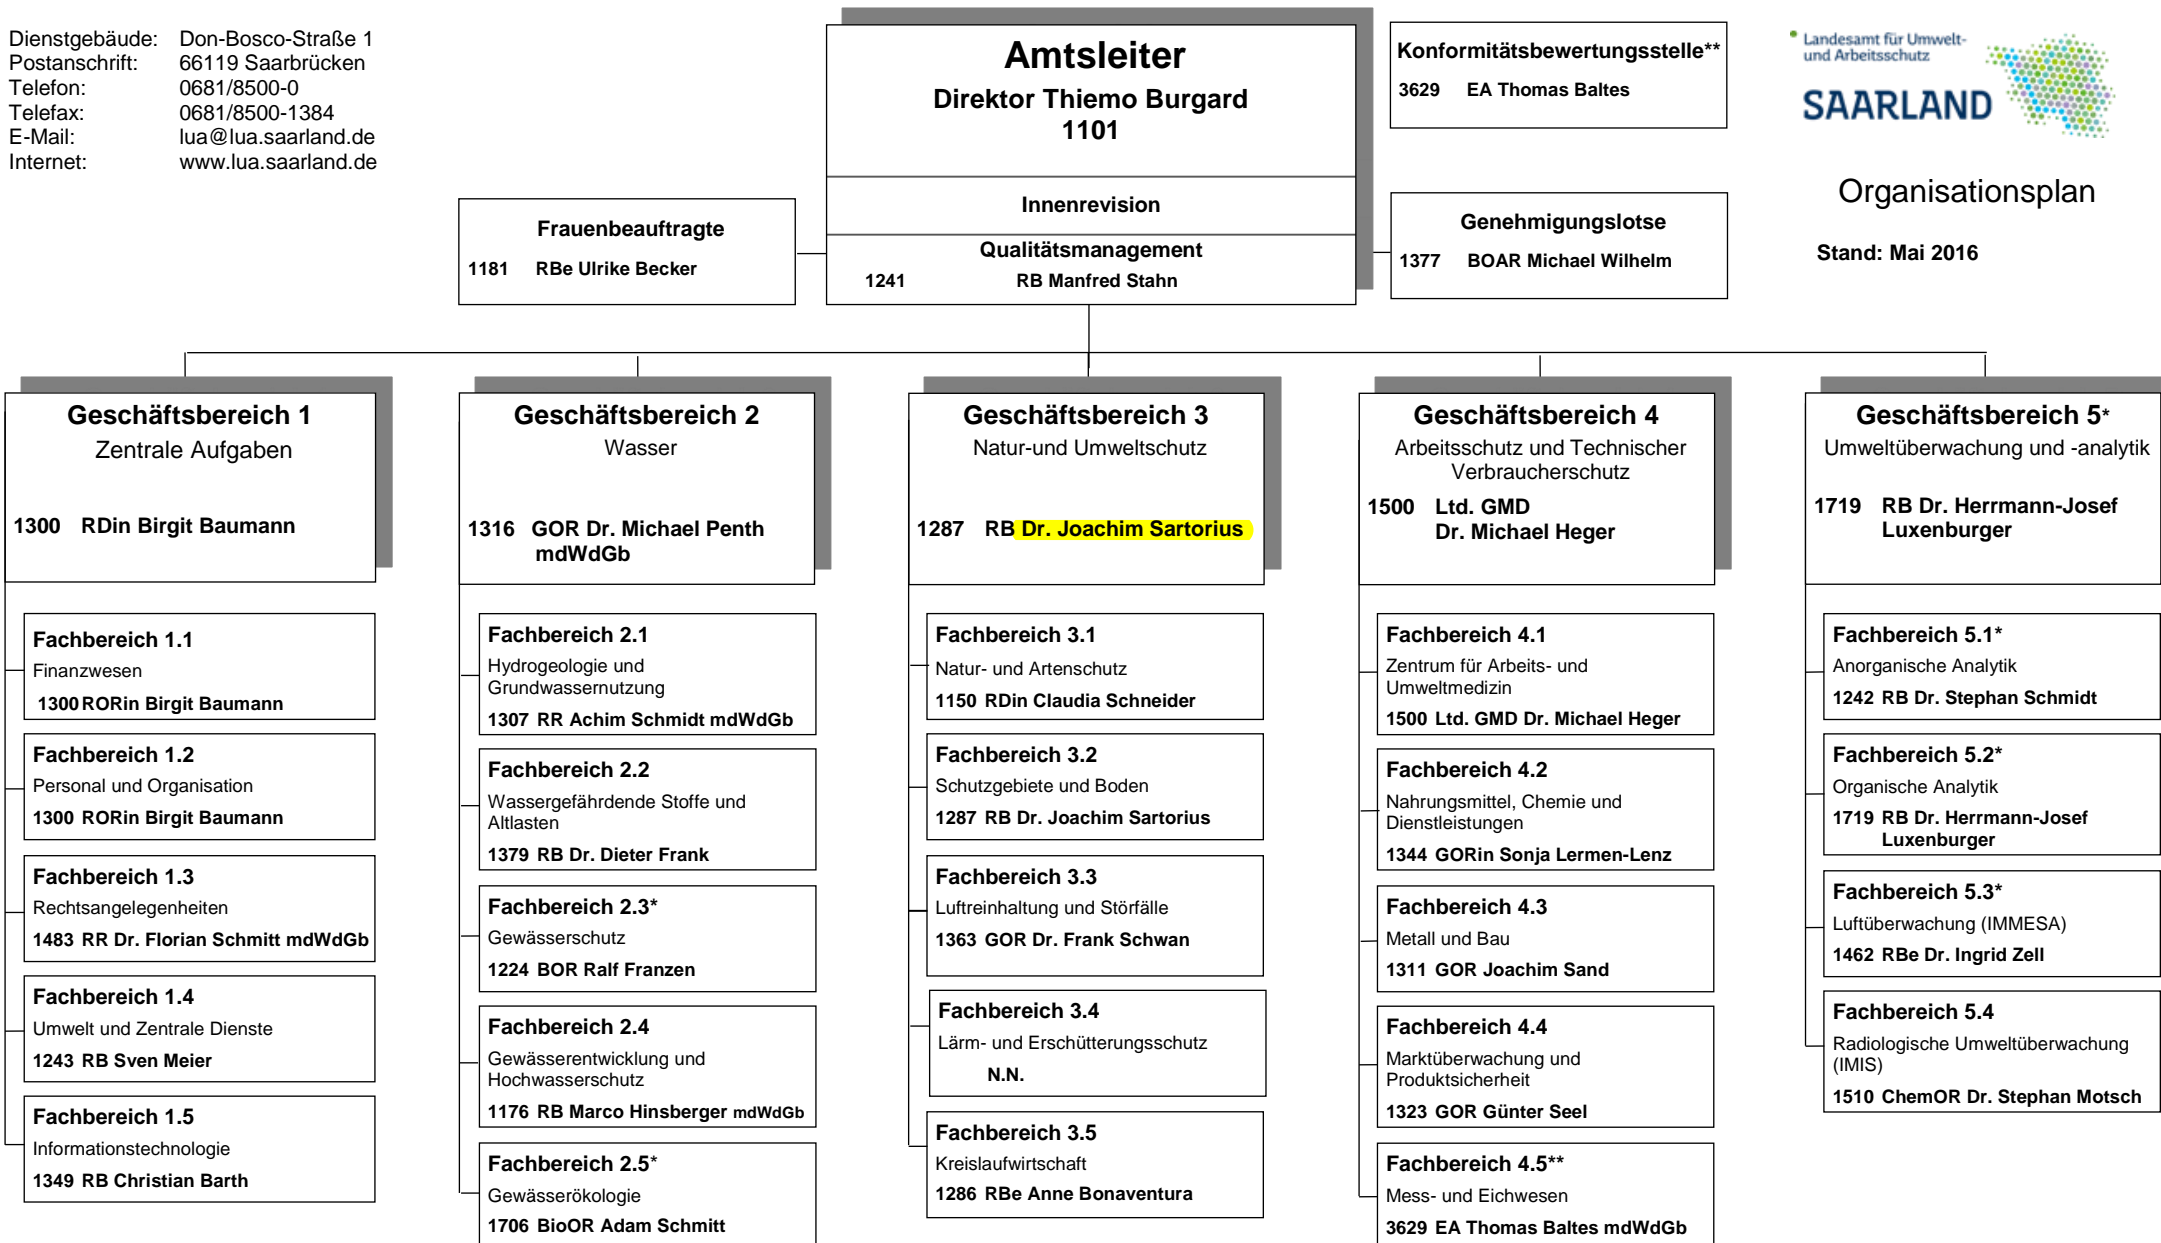 Dienstgebäude: Don-Bosco-Straße 1
Postanschrift: 66119 Saarbrücken
Telefon: 0681/8500-0
Telefax: 0681/8500-1384
E-Mail: lua@lua.saarland.de
Internet: www.lua.saarland.de
Amtsleiter
Direktor Thiemo Burgard
1101
Innenrevision
Qualitätsmanagement
1241 RB Manfred Stahn
Konformitätsbewertungsstelle**
3629 EA Thomas Baltes
Landesamt für Umwelt-
und Arbeitsschutz
SAARLAND
Organisationsplan
Stand: Mai 2016
Frauenbeauftragte
1181 RBe Ulrike Becker
Genehmigungslotse
1377 BOAR Michael Wilhelm
Geschäftsbereich 1
Zentrale Aufgaben
1300 RDin Birgit Baumann
Fachbereich 1.1
Finanzwesen
1300 RORin Birgit Baumann
Fachbereich 1.2
Personal und Organisation
1300 RORin Birgit Baumann
Fachbereich 1.3
Rechtsangelegenheiten
1483 RR Dr. Florian Schmitt mdWdGb
Fachbereich 1.4
Umwelt und Zentrale Dienste
1243 RB Sven Meier
Fachbereich 1.5
Informationstechnologie
1349 RB Christian Barth
Geschäftsbereich 2
Wasser
1316 GOR Dr. Michael Penth
mdWdGb
Fachbereich 2.1
Hydrogeologie und
Grundwassernutzung
1307 RR Achim Schmidt mdWdGb
Fachbereich 2.2
Wassergefährdende Stoffe und
Altlasten
1379 RB Dr. Dieter Frank
Fachbereich 2.3*
Gewässerschutz
1224 BOR Ralf Franzen
Fachbereich 2.4
Gewässerentwicklung und
Hochwasserschutz
1176 RB Marco Hinsberger mdWdGb
Fachbereich 2.5*
Gewässerökologie
1706 BioOR Adam Schmitt
Geschäftsbereich 3
Natur-und Umweltschutz
1287 RB Dr. Joachim Sartorius
Fachbereich 3.1
Natur- und Artenschutz
1150 RDin Claudia Schneider
Fachbereich 3.2
Schutzgebiete und Boden
1287 RB Dr. Joachim Sartorius
Fachbereich 3.3
Luftreinhaltung und Störfälle
1363 GOR Dr. Frank Schwan
Fachbereich 3.4
Lärm- und Erschütterungsschutz
N.N.
Fachbereich 3.5
Kreislaufwirtschaft
1286 RBe Anne Bonaventura
Geschäftsbereich 4
Arbeitsschutz und Technischer
Verbraucherschutz
1500 Ltd. GMD
Dr. Michael Heger
Fachbereich 4.1
Zentrum für Arbeits- und
Umweltmedizin
1500 Ltd. GMD Dr. Michael Heger
Fachbereich 4.2
Nahrungsmittel, Chemie und
Dienstleistungen
1344 GORin Sonja Lermen-Lenz
Fachbereich 4.3
Metall und Bau
1311 GOR Joachim Sand
Fachbereich 4.4
Marktüberwachung und
Produktsicherheit
1323 GOR Günter Seel
Fachbereich 4.5**
Mess- und Eichwesen
3629 EA Thomas Baltes mdWdGb
Geschäftsbereich 5*
Umweltüberwachung und -analytik
1719 RB Dr. Herrmann-Josef
Luxenburger
Fachbereich 5.1*
Anorganische Analytik
1242 RB Dr. Stephan Schmidt
Fachbereich 5.2*
Organische Analytik
1719 RB Dr. Herrmann-Josef
Luxenburger
Fachbereich 5.3*
Luftüberwachung (IMMESA)
1462 RBe Dr. Ingrid Zell
Fachbereich 5.4
Radiologische Umweltüberwachung
(IMIS)
1510 ChemOR Dr. Stephan Motsch